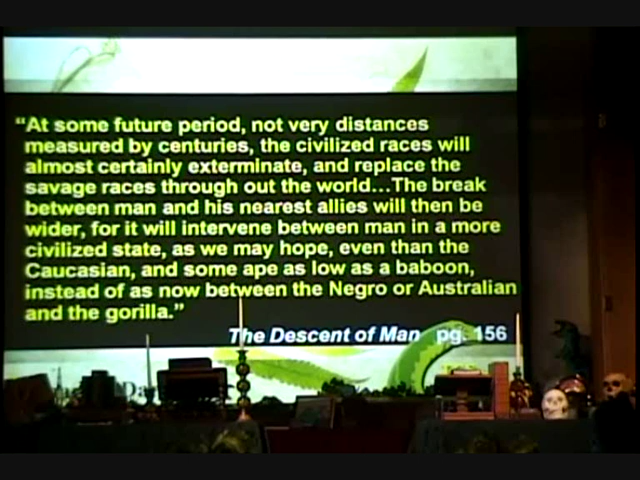 “At some future period, not very distances
measured by centuries, the civilized races will
almost certainly exterminate, and replace the
savage races through out the world…The break
between man and his nearest allies will then be
wider, for it will intervene between man in a more
civilized state, as we may hope, even than the
Caucasian, and some ape as low as a baboon,
instead of as now between the Negro or Australian
and the gorilla.”
The Descent of Man pg. 156